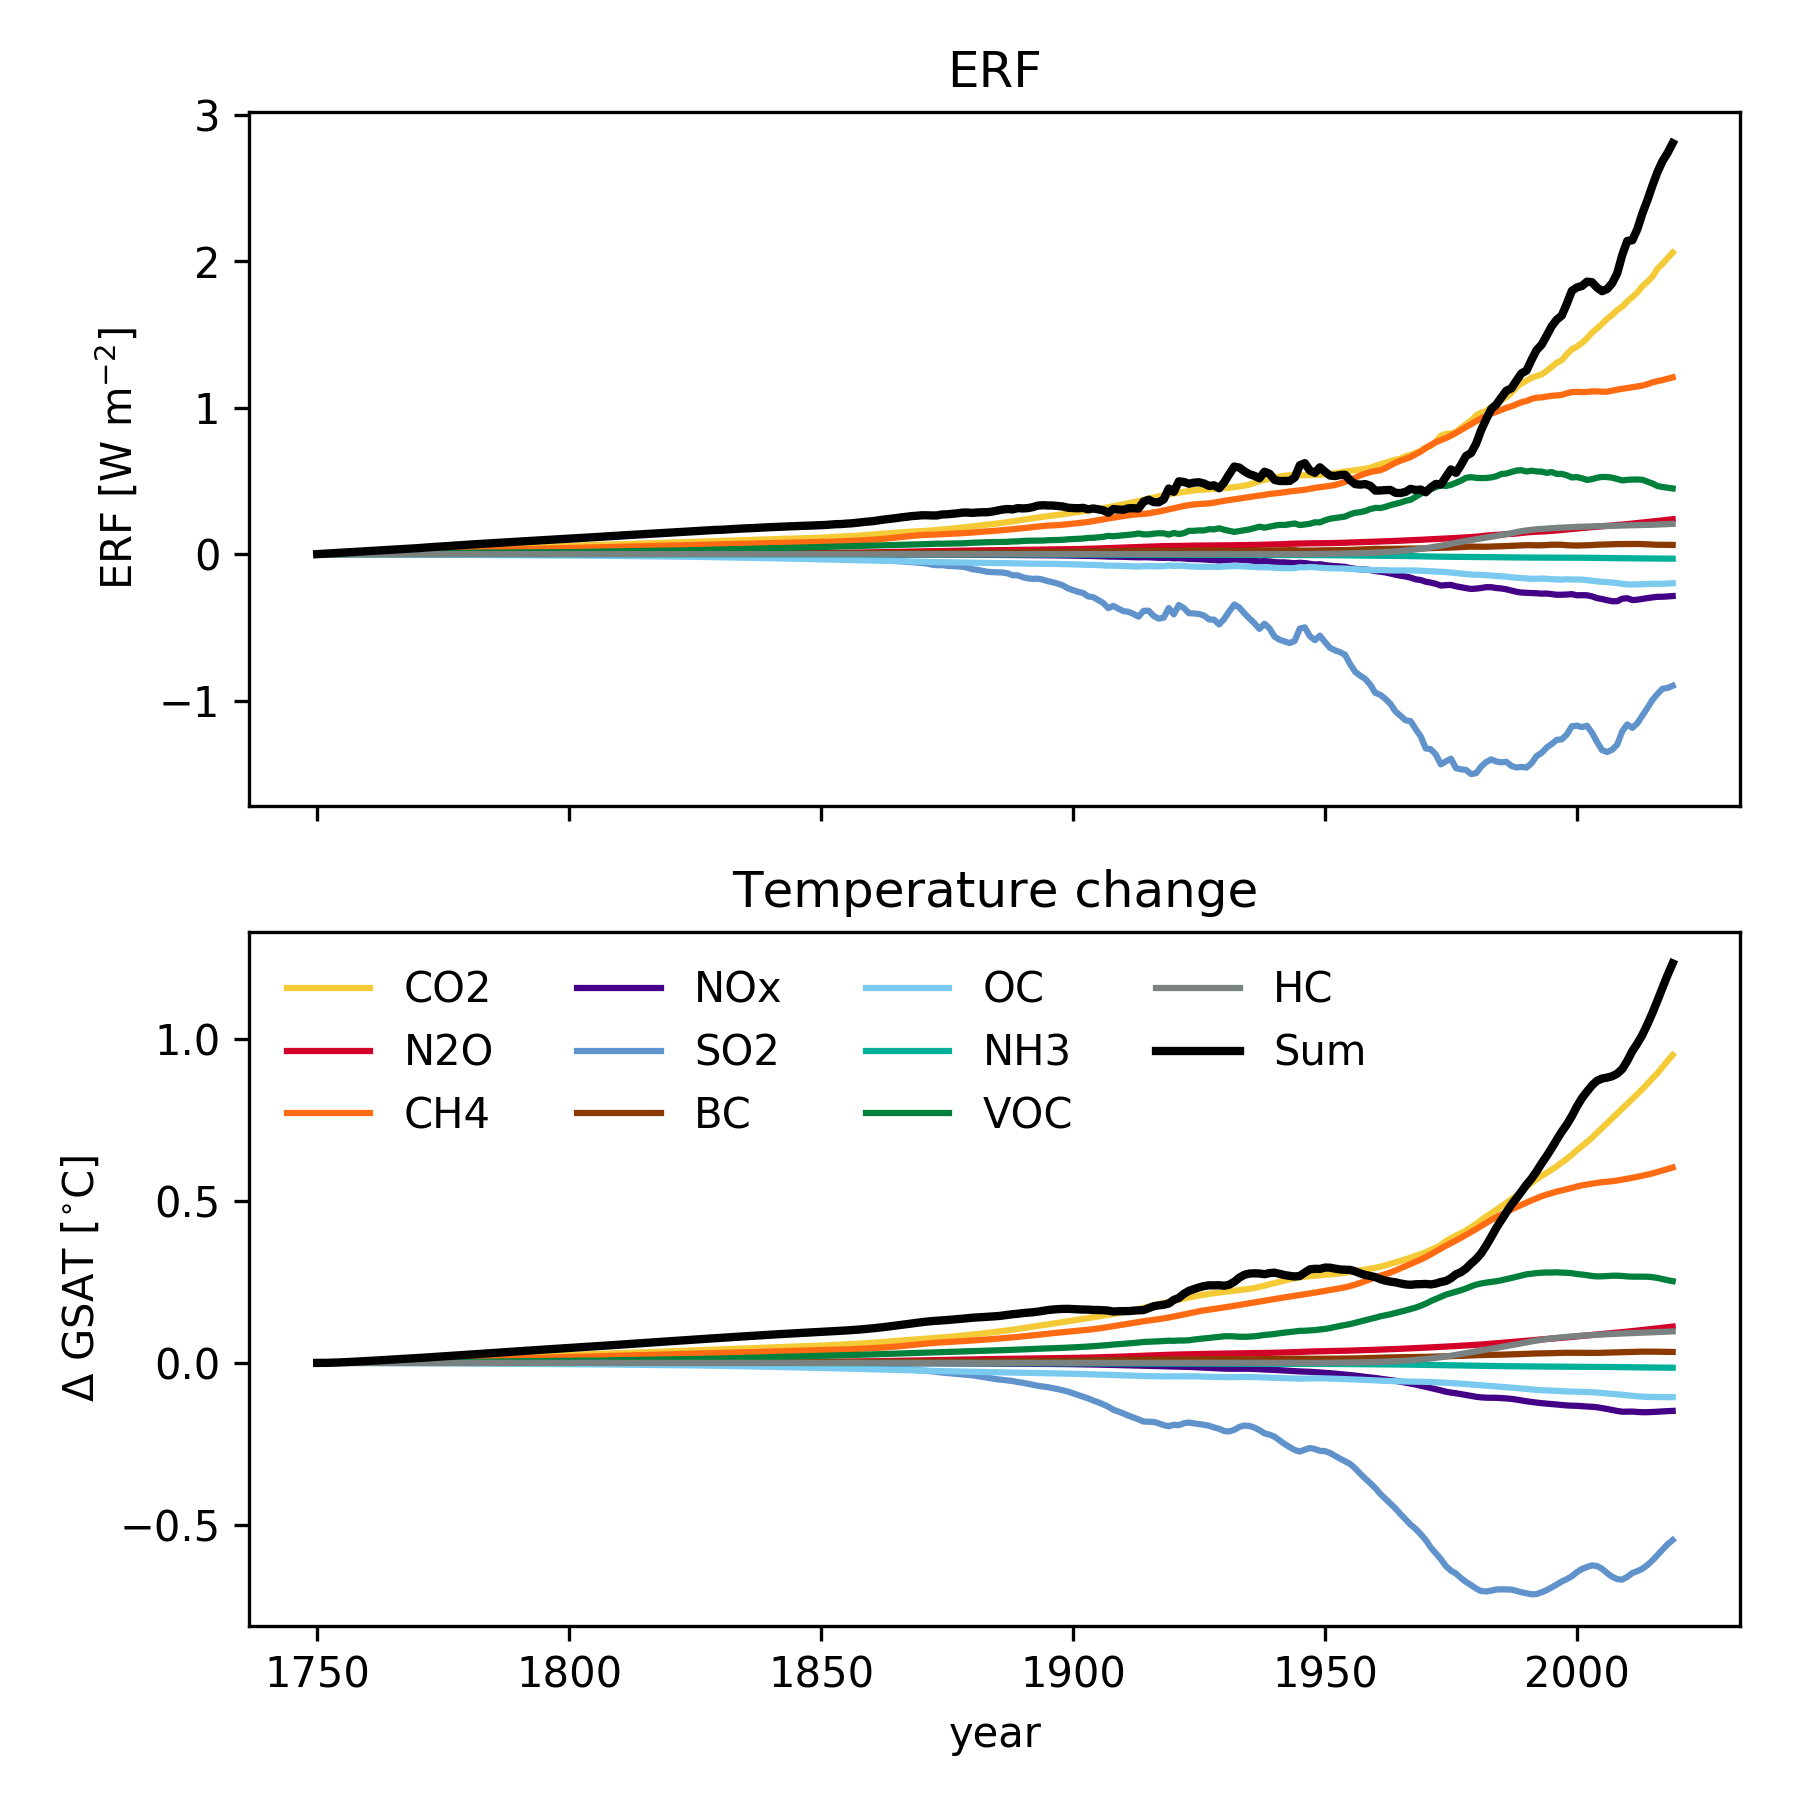 ERF
3
2
1
0
−1
ERF [W m⁻²]
Temperature change
CO2
NOx
OC
HC
N2O
SO2
NH3
Sum
CH4
BC
VOC
1.0
0.5
0.0
−0.5
Δ GSAT [°C]
1750
1800
1850
1900
1950
2000
year